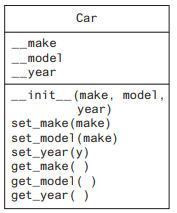 Car
__make
__model
__year
__init__(make, model,
year)
set_make(make)
set_model(make)
set_year(y)
get_make( )
get_model( )
get_year( )